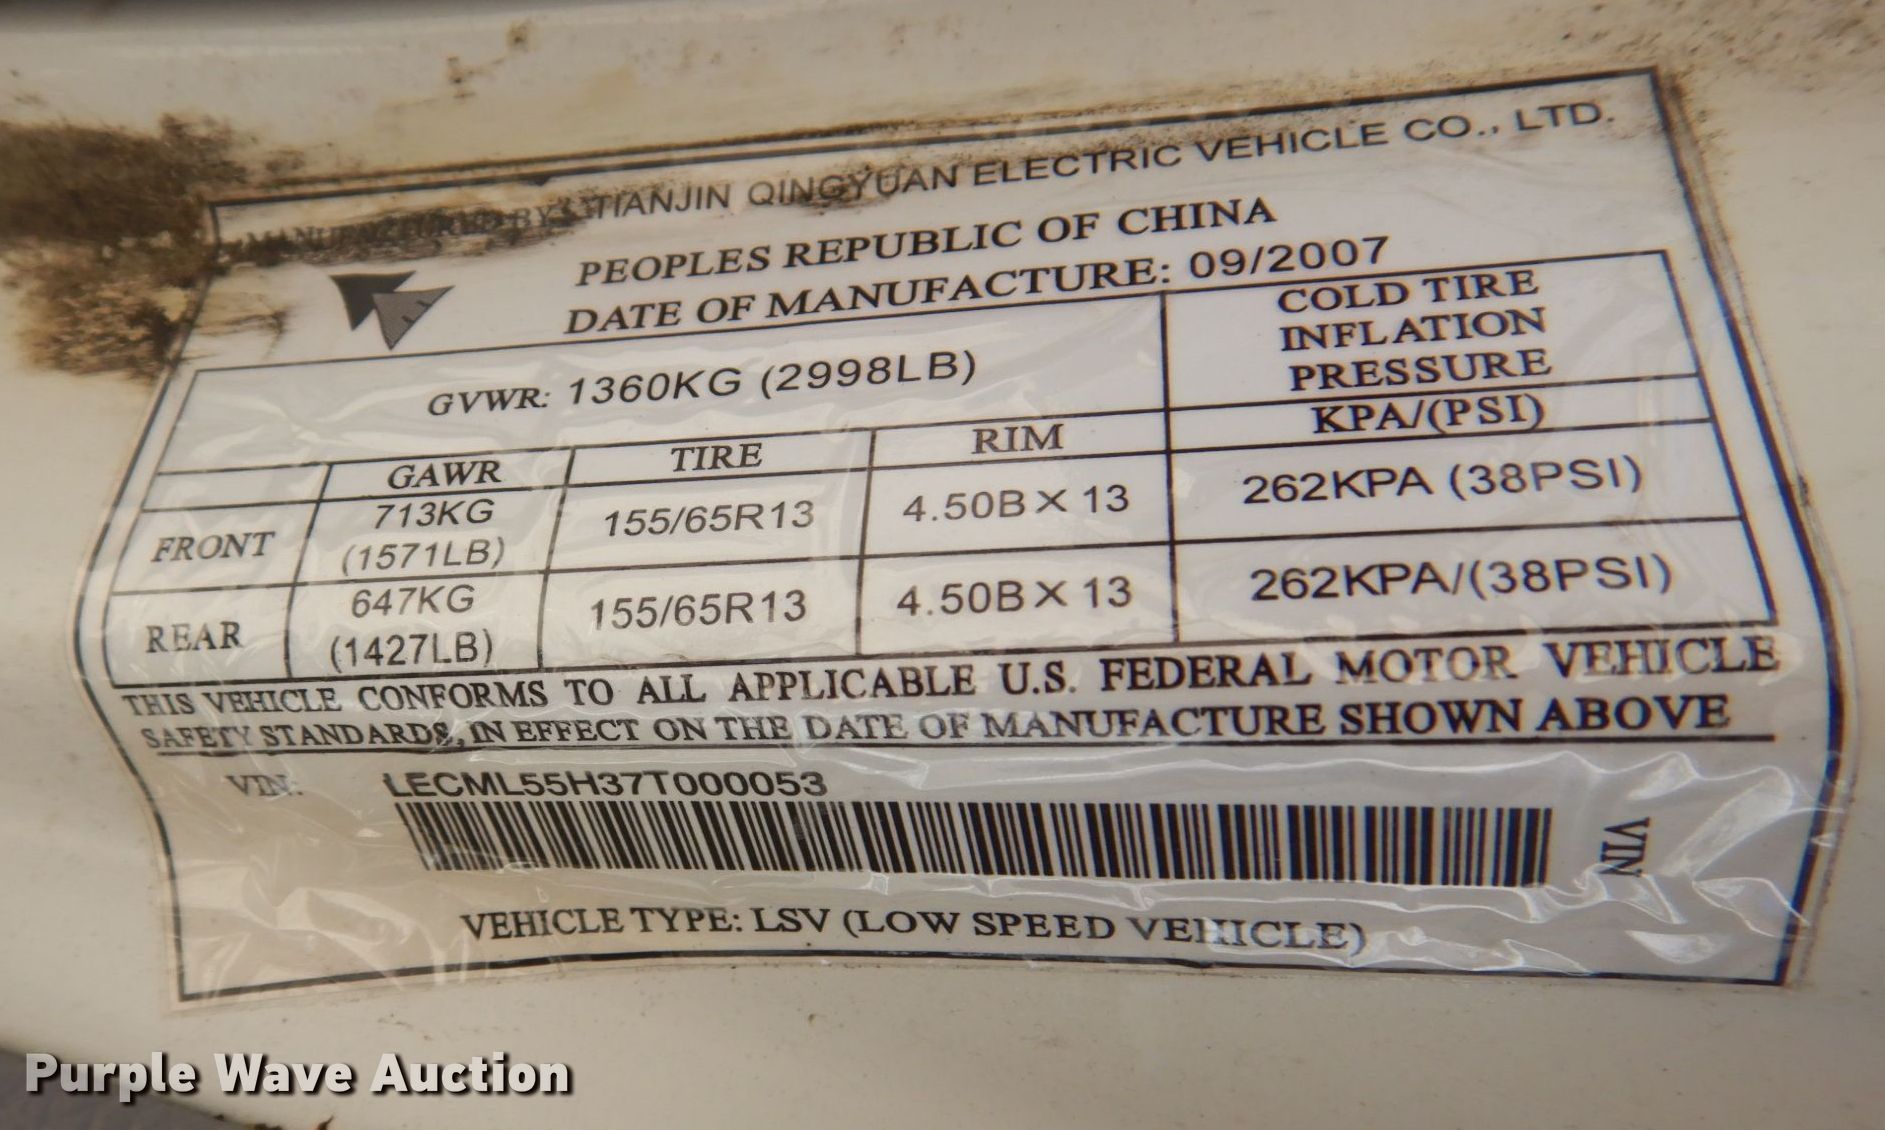 MANUFACTURED BY: TIANJIN QINGYUAN ELECTRIC VEHICLE CO., LTD.
PEOPLES REPUBLIC OF CHINA
DATE OF MANUFACTURE: 09/2007
GVWR: 1360KG (2998LB)
COLD TIRE
INFLATION
PRESSURE
KPA/(PSI)
GAWR TIRE RIM
FRONT 713KG (1571LB) 155/65R13 4.50B X 13 262KPA (38PSI)
REAR 647KG (1427LB) 155/65R13 4.50B X 13 262KPA/(38PSI)
THIS VEHICLE CONFORMS TO ALL APPLICABLE U.S. FEDERAL MOTOR VEHICLE
SAFETY STANDARDS, IN EFFECT ON THE DATE OF MANUFACTURE SHOWN ABOVE
VIN: LECML55H37T000053
VIN
VEHICLE TYPE: LSV (LOW SPEED VEHICLE)
Purple Wave Auction